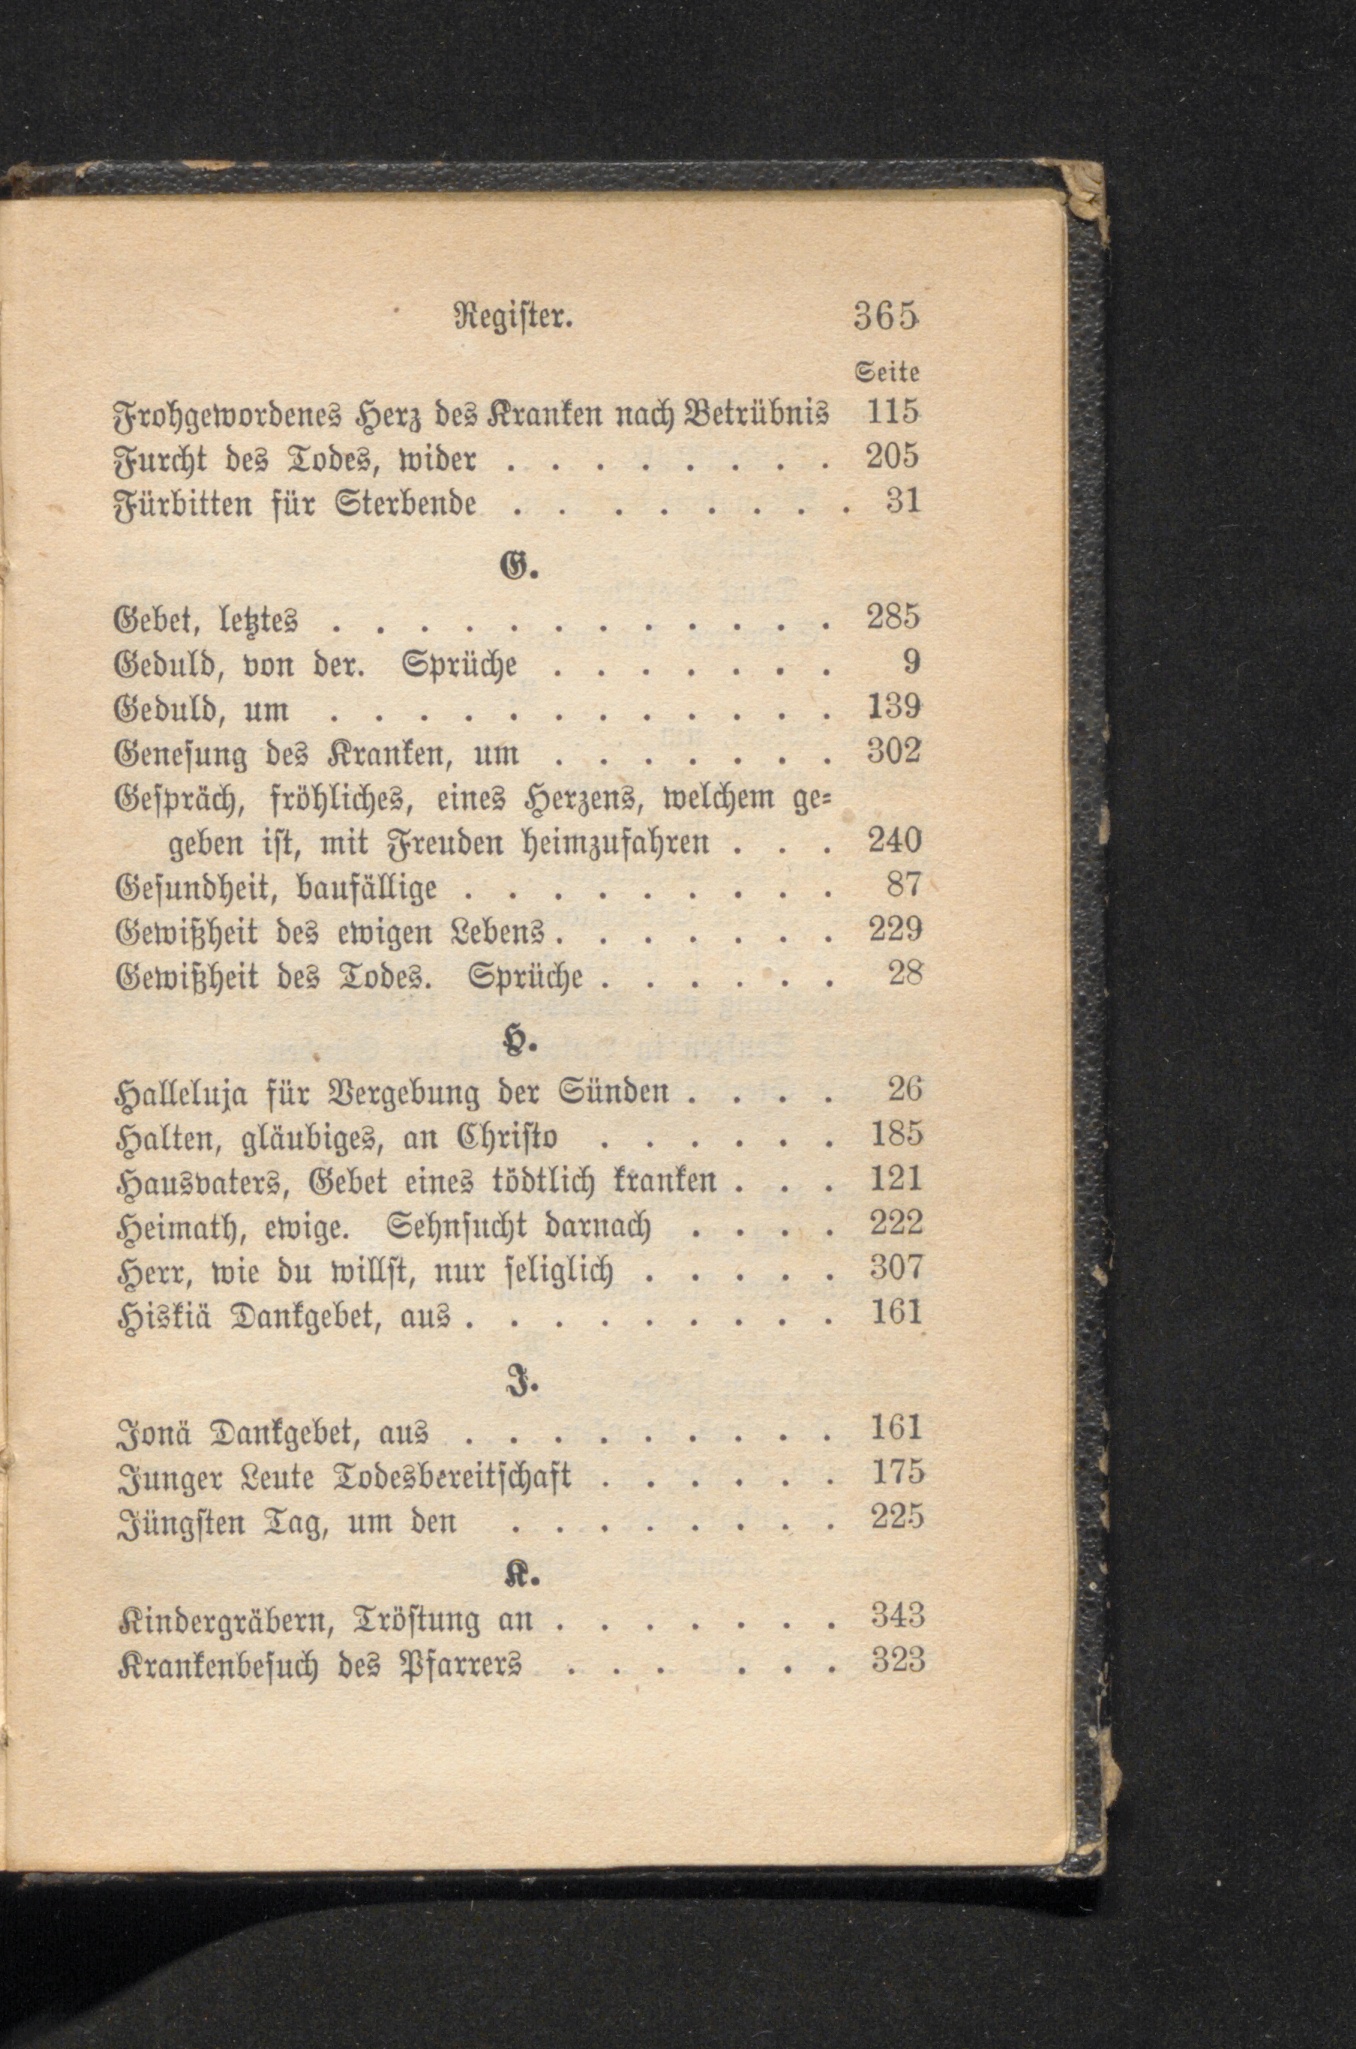 Register. 365
Seite
Frohgewordenes Herz des Kranken nach Betrübnis 115
Furcht des Todes, wider . . . . . . . . 205
Fürbitten für Sterbende . . . . . . . . 31
G.
Gebet, letztes . . . . . . . . . . . . 285
Geduld, von der. Sprüche . . . . . . . 9
Geduld, um . . . . . . . . . . . . 139
Genesung des Kranken, um . . . . . . . 302
Gespräch, fröhliches, eines Herzens, welchem ge-
geben ist, mit Freuden heimzufahren . . . 240
Gesundheit, baufällige . . . . . . . . . 87
Gewißheit des ewigen Lebens . . . . . . . 229
Gewißheit des Todes. Sprüche . . . . . . 28
H.
Halleluja für Vergebung der Sünden . . . . 26
Halten, gläubiges, an Christo . . . . . . 185
Hausvaters, Gebet eines tödtlich kranken . . . 121
Heimath, ewige. Sehnsucht darnach . . . . 222
Herr, wie du willst, nur seliglich . . . . . 307
Hiskiä Dankgebet, aus . . . . . . . . . 161
J.
Jonä Dankgebet, aus . . . . . . . . . 161
Junger Leute Todesbereitschaft . . . . . . 175
Jüngsten Tag, um den . . . . . . . . 225
K.
Kindergräbern, Tröstung an . . . . . . . 343
Krankenbesuch des Pfarrers . . . . . . 323